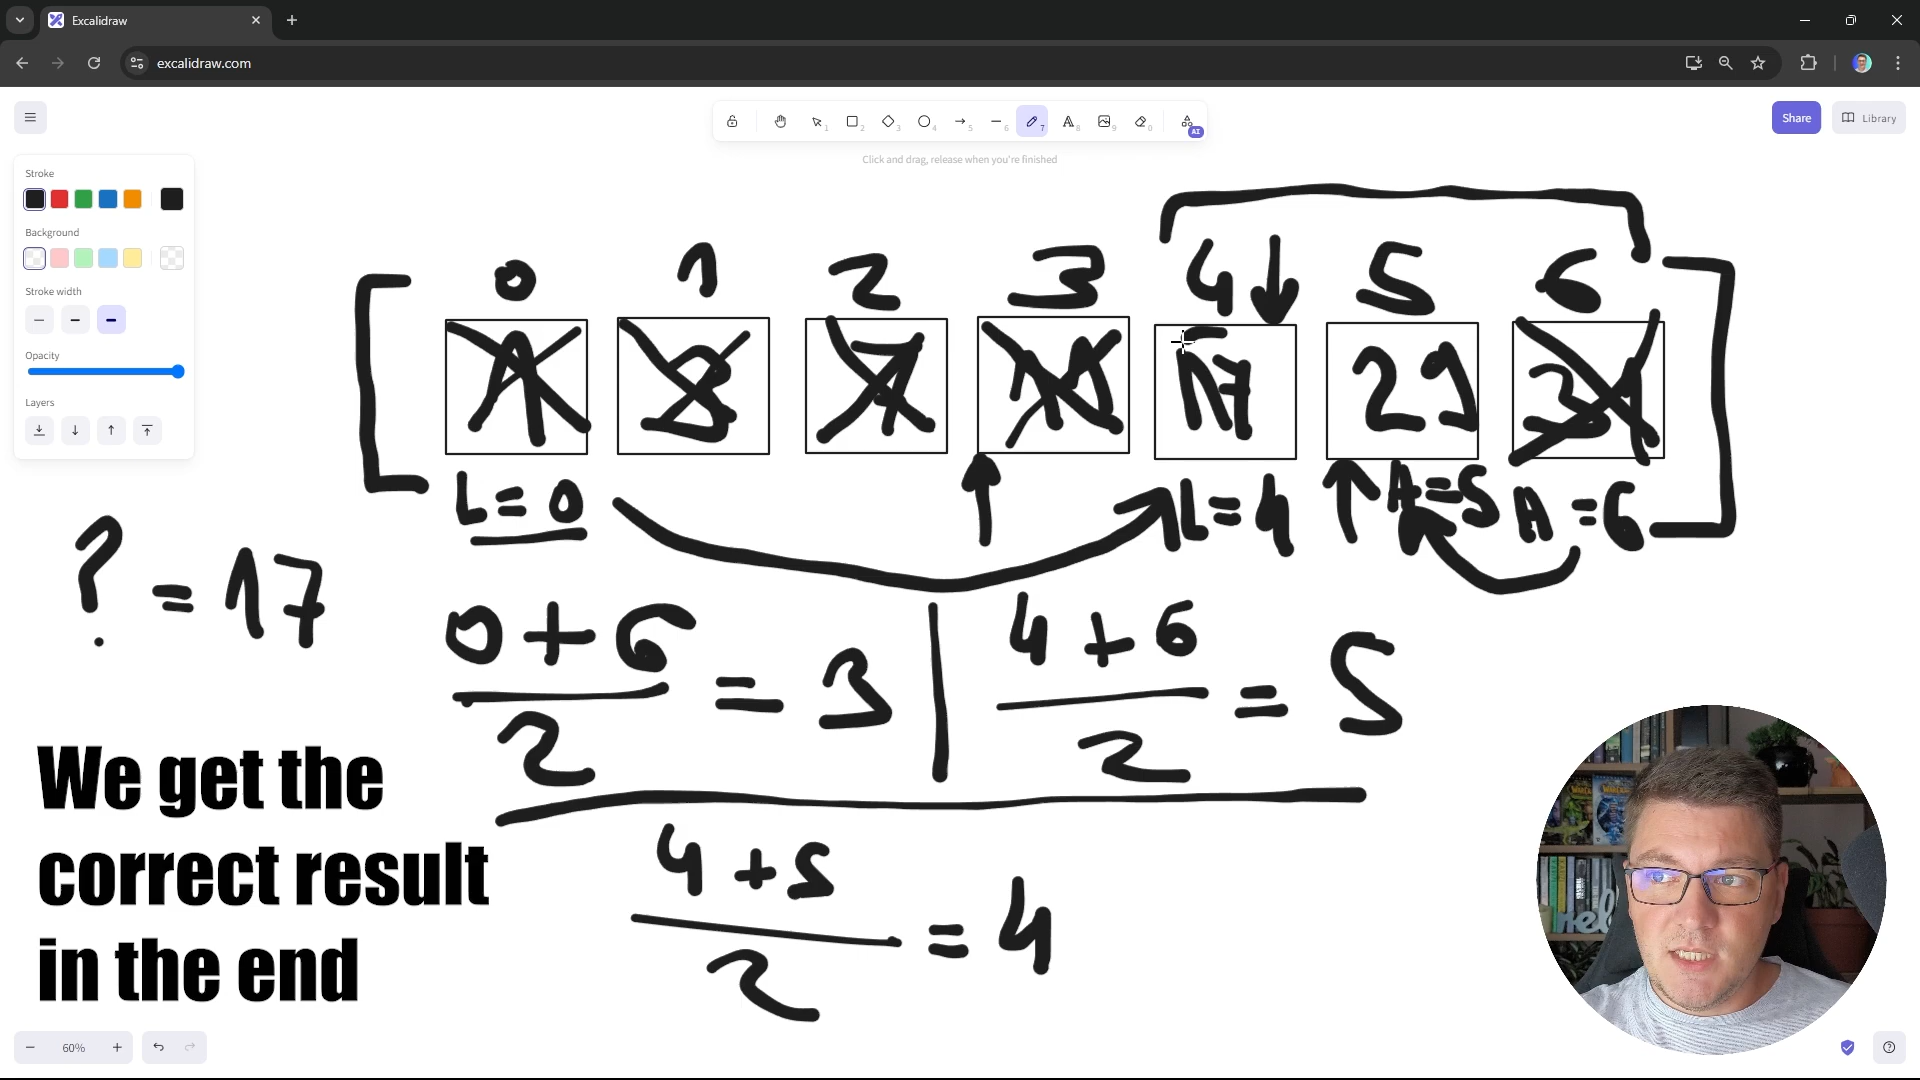 Excalidraw
excalidraw.com
Share
Library
Click and drag, release when you're finished
Stroke
Background
Stroke width
Opacity
Layers
0 1 2 3 4 5 6
17 29
L=0 L=4 A=5 A=6
? = 17
0+6
2
= 3
4+6
2
= 5
4+5
2
= 4
We get the
correct result
in the end
60%